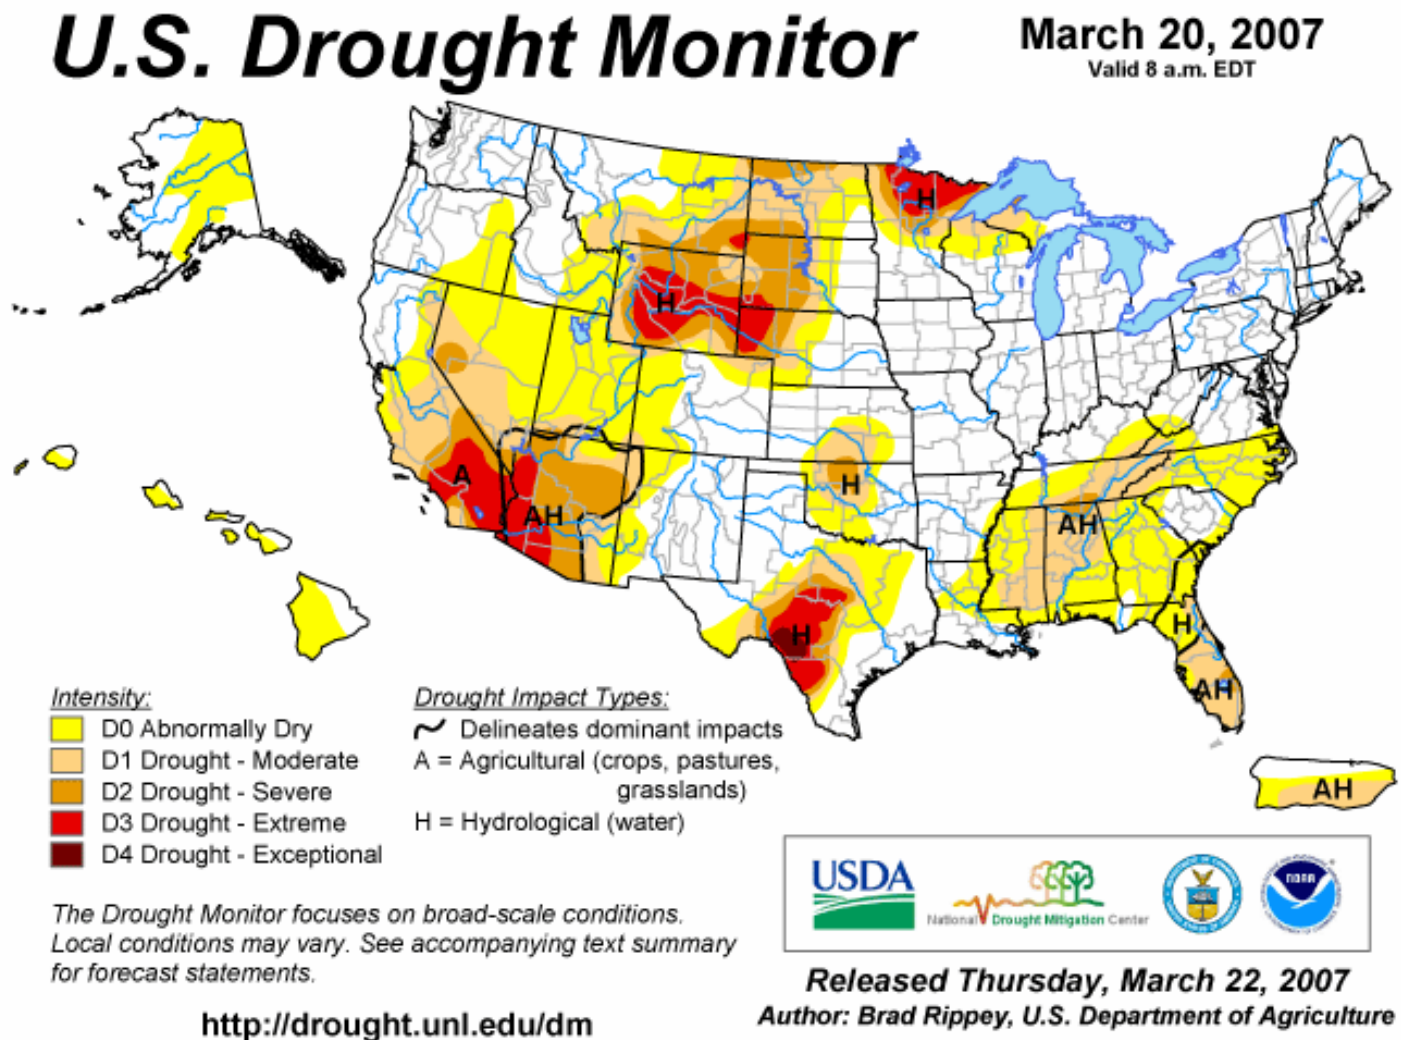 U.S. Drought Monitor
March 20, 2007
Valid 8 a.m. EDT
H
H
A
AH
H
AH
H
H
AH
AH
Intensity:
D0 Abnormally Dry
D1 Drought - Moderate
D2 Drought - Severe
D3 Drought - Extreme
D4 Drought - Exceptional
Drought Impact Types:
Delineates dominant impacts
A = Agricultural (crops, pastures,
grasslands)
H = Hydrological (water)
The Drought Monitor focuses on broad-scale conditions.
Local conditions may vary. See accompanying text summary
for forecast statements.
http://drought.unl.edu/dm
USDA
National Drought Mitigation Center
NOAA
Released Thursday, March 22, 2007
Author: Brad Rippey, U.S. Department of Agriculture